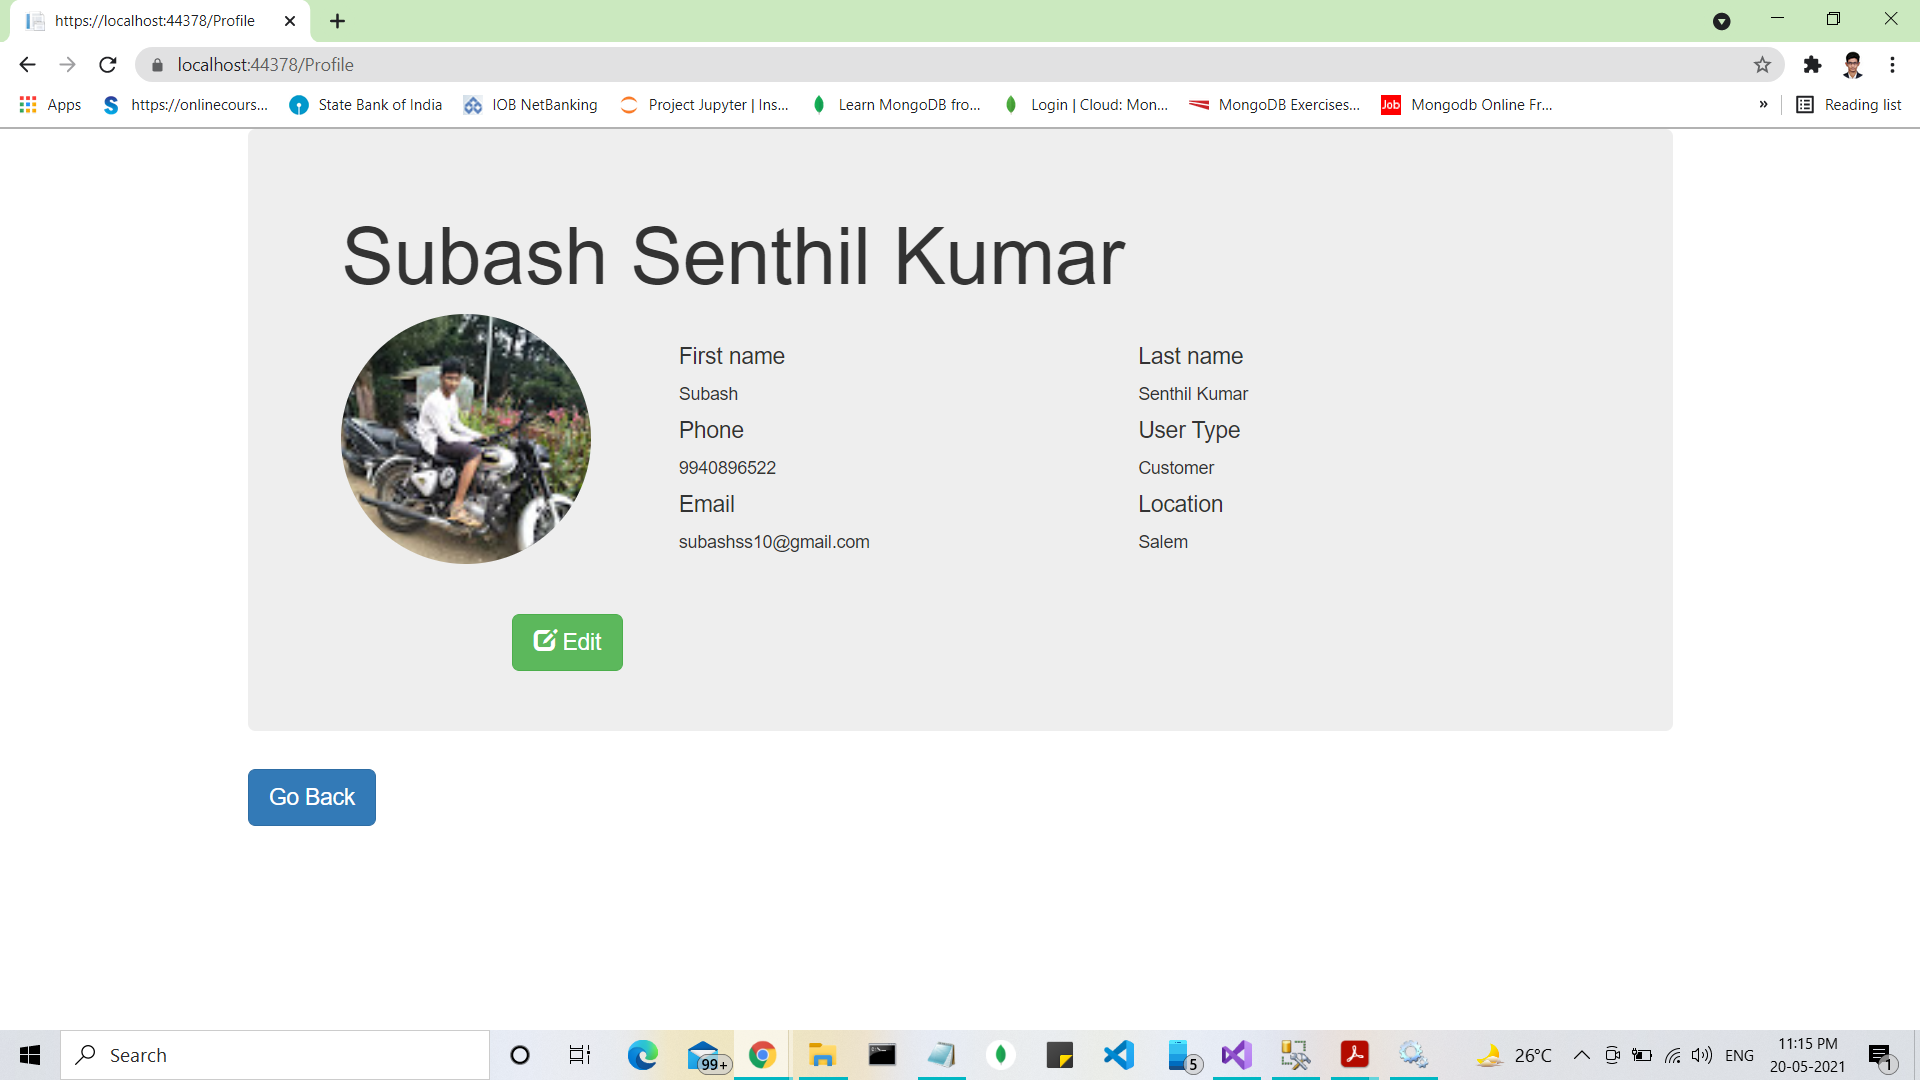 https://localhost:44378/Profile
localhost:44378/Profile
Apps
https://onlinecours...
State Bank of India
IOB NetBanking
Project Jupyter | Ins...
Learn MongoDB fro...
Login | Cloud: Mon...
MongoDB Exercises...
Job
Mongodb Online Fr...
»
Reading list
Subash Senthil Kumar
First name
Last name
Subash
Senthil Kumar
Phone
User Type
9940896522
Customer
Email
Location
subashss10@gmail.com
Salem
Edit
Go Back
Search
99+
5
26°C
ENG
11:15 PM
20-05-2021
1